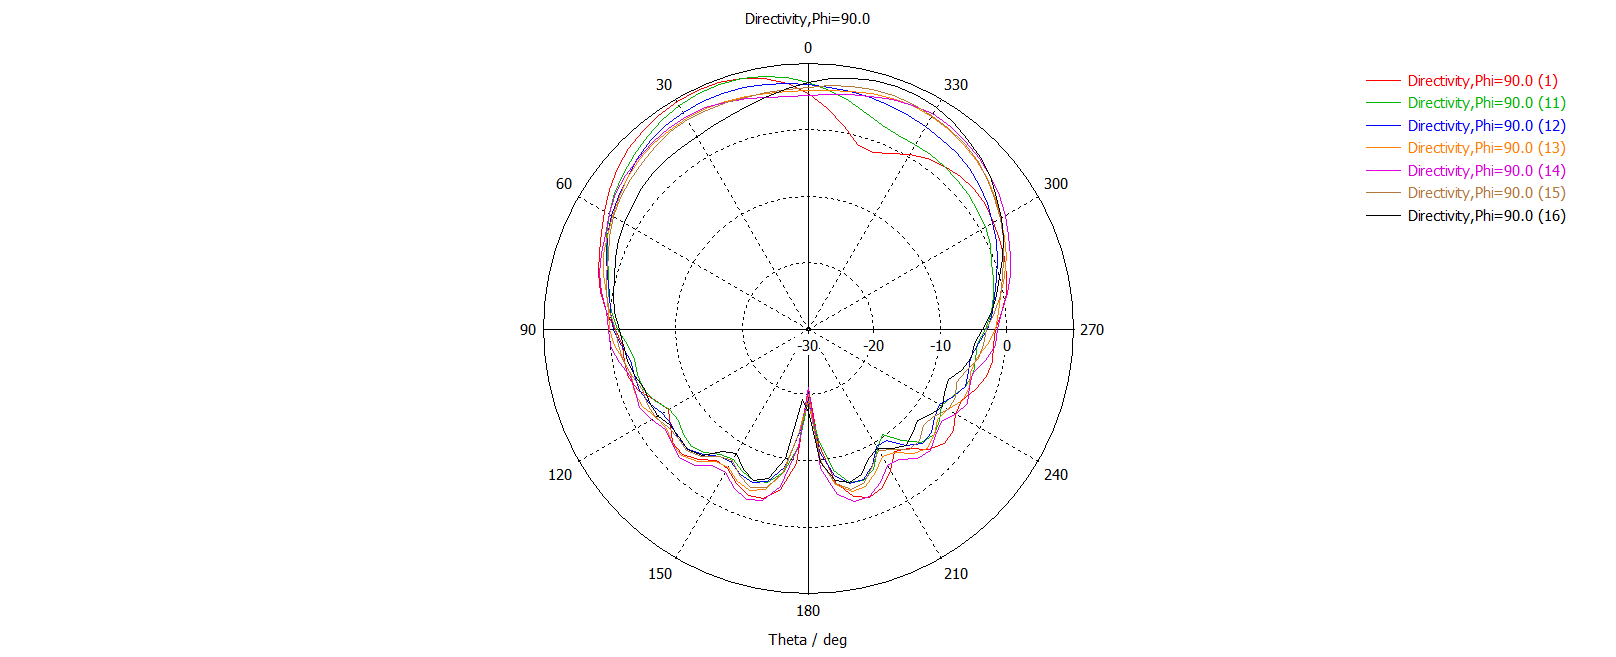 Directivity,Phi=90.0
0
30
330
60
300
90
270
-30
-20
-10
0
120
240
150
210
180
Theta / deg
Directivity,Phi=90.0 (1)
Directivity,Phi=90.0 (11)
Directivity,Phi=90.0 (12)
Directivity,Phi=90.0 (13)
Directivity,Phi=90.0 (14)
Directivity,Phi=90.0 (15)
Directivity,Phi=90.0 (16)